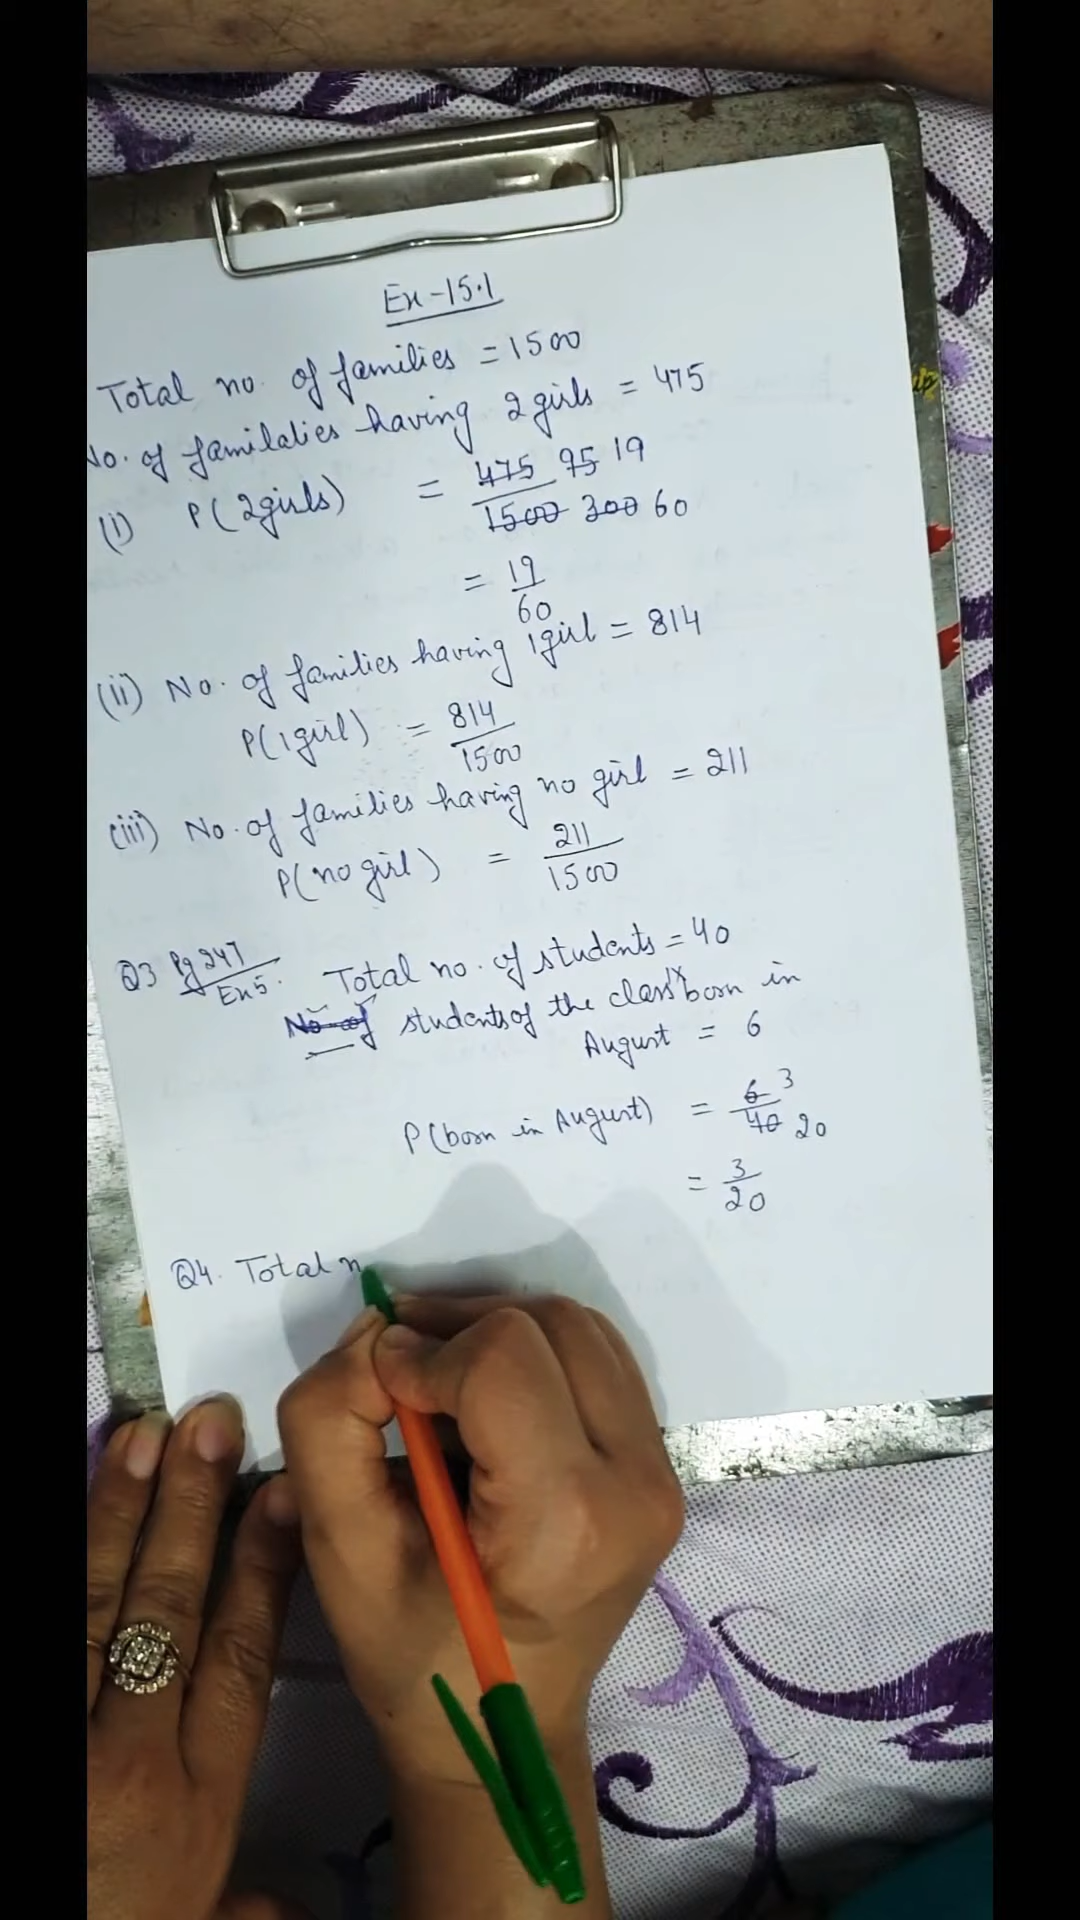 Ex-15.1
Total no. of families = 1500
No. of familaties having 2 girls = 475
(i) P(2girls) = 475 95 19
1500 300 60
= 19
60
(ii) No. of families having 1girl = 814
P(1girl) = 814
1500
(iii) No. of families having no girl = 211
P(no girl) = 211
1500
Q3 Pg 247
Ex 5. Total no. of students = 40
No of students of the class born in
August = 6
P(born in August) = 6 3
40 20
= 3
20
Q4. Total n